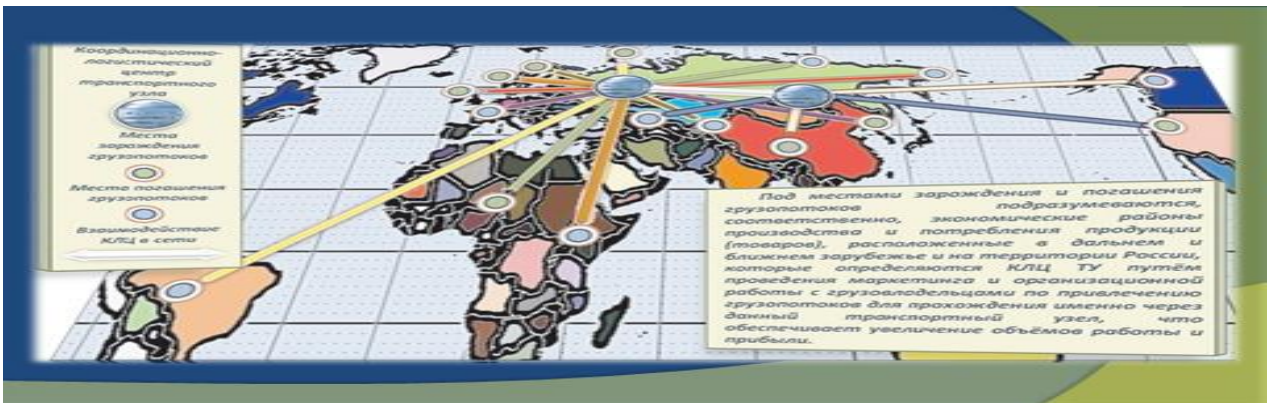 Координационно-
логистический
центр
транспортного
узла
Места
зарождения
грузопотоков
Место погашения
грузопотоков
Взаимодействие
КЛЦ в сети
Под местами зарождения и погашения
грузопотоков подразумеваются,
соответственно, экономические районы
производства и потребления продукции
(товаров), расположенные в дальнем и
ближнем зарубежье и на территории России,
которые определяются КЛЦ ТУ путём
проведения маркетинга и организационной
работы с грузовладельцами по привлечению
грузопотоков для прохождения именно через
данный транспортный узел, что
обеспечивает увеличение объёмов работы и
прибыли.